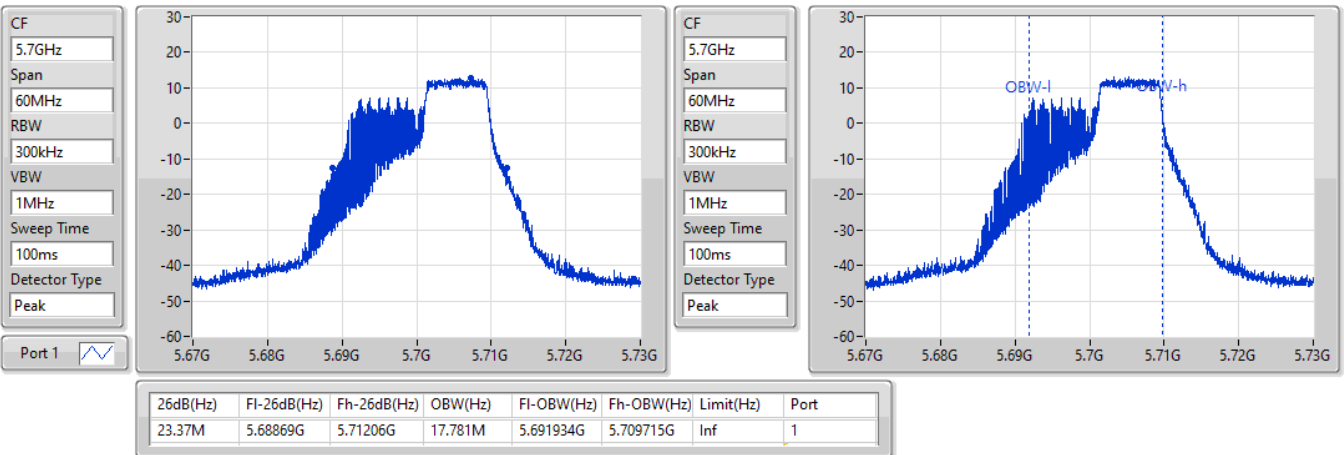 CF
5.7GHz
Span
60MHz
RBW
300kHz
VBW
1MHz
Sweep Time
100ms
Detector Type
Peak
Port 1
30
20
10
0
-10
-20
-30
-40
-50
-60
5.67G 5.68G 5.69G 5.7G 5.71G 5.72G 5.73G
CF
5.7GHz
Span
60MHz
RBW
300kHz
VBW
1MHz
Sweep Time
100ms
Detector Type
Peak
30
20
10
0
-10
-20
-30
-40
-50
-60
OBW-l OBW-h
5.67G 5.68G 5.69G 5.7G 5.71G 5.72G 5.73G
26dB(Hz) Fl-26dB(Hz) Fh-26dB(Hz) OBW(Hz) Fl-OBW(Hz) Fh-OBW(Hz) Limit(Hz) Port
23.37M 5.68869G 5.71206G 17.781M 5.691934G 5.709715G Inf 1